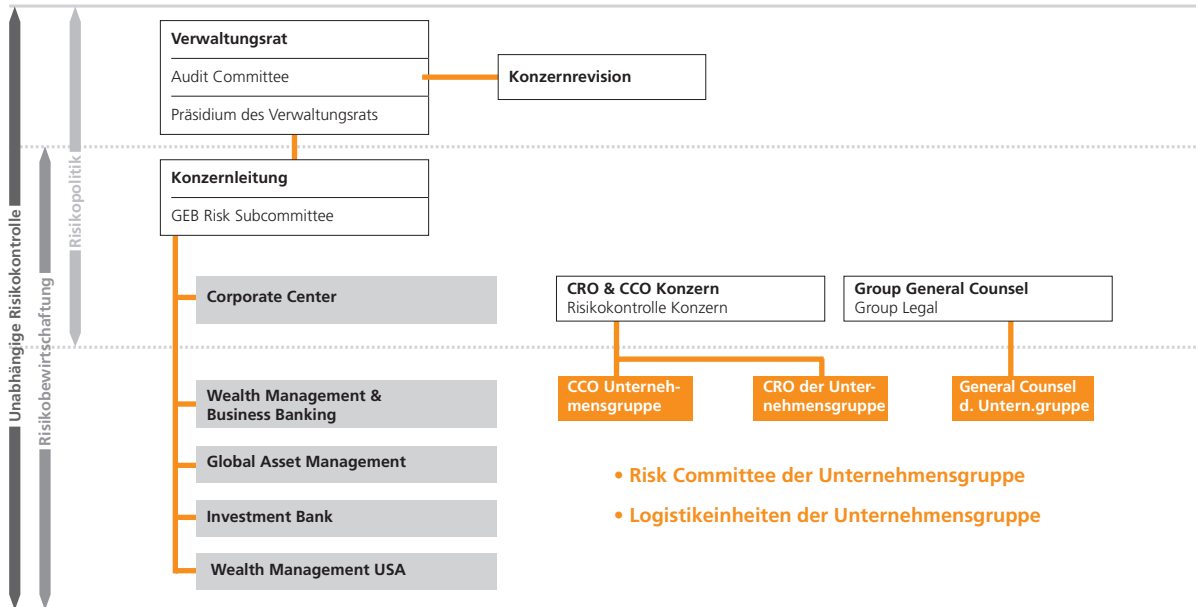 Unabhängige Risikokontrolle
Risikobewirtschaftung
Risikopolitik
Verwaltungsrat
Audit Committee
Präsidium des Verwaltungsrats
Konzernrevision
Konzernleitung
GEB Risk Subcommittee
Corporate Center
CRO & CCO Konzern
Risikokontrolle Konzern
Group General Counsel
Group Legal
Wealth Management &
Business Banking
CCO Unterneh-
mensgruppe
CRO der Unter-
nehmensgruppe
General Counsel
d. Untern.gruppe
Global Asset Management
Investment Bank
Wealth Management USA
• Risk Committee der Unternehmensgruppe
• Logistikeinheiten der Unternehmensgruppe